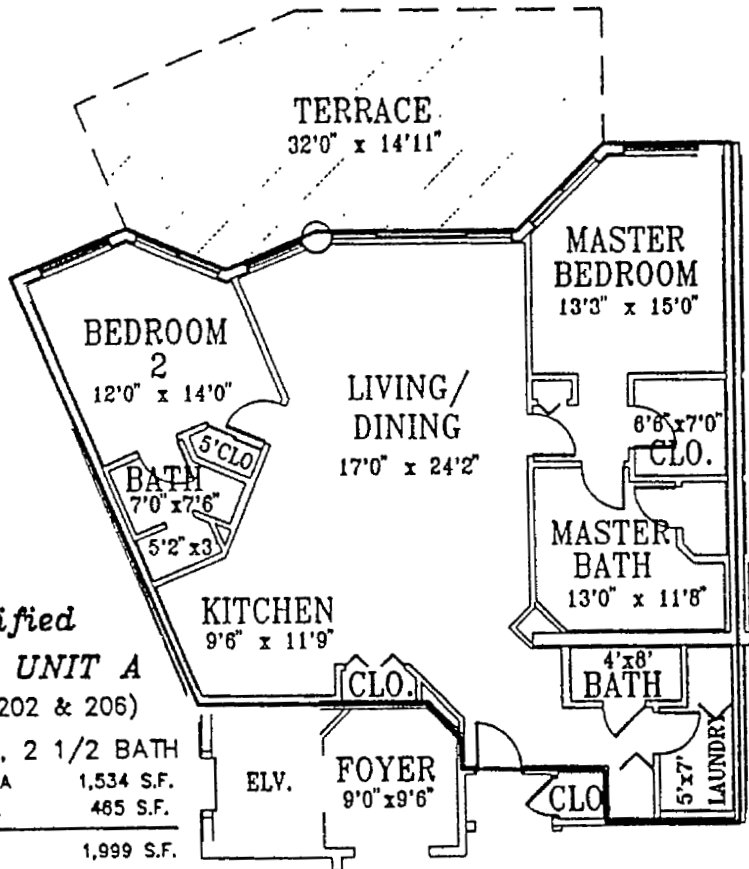 TERRACE
32'0" x 14'11"
MASTER
BEDROOM
13'3" x 15'0"
BEDROOM
2
12'0" x 14'0"
LIVING/
DINING
17'0" x 24'2"
6'6"x7'0"
CLO.
5'CLO
BATH
7'0"x7'6"
5'2"x3
MASTER
BATH
13'0" x 11'8"
KITCHEN
9'6" x 11'9"
4'x8'
BATH
CLO.
ELV.
FOYER
9'0"x9'6"
CLO
5'x7'
LAUNDRY
ified
UNIT A
202 & 206)
, 2 1/2 BATH
A 1,534 S.F.
465 S.F.
1,999 S.F.